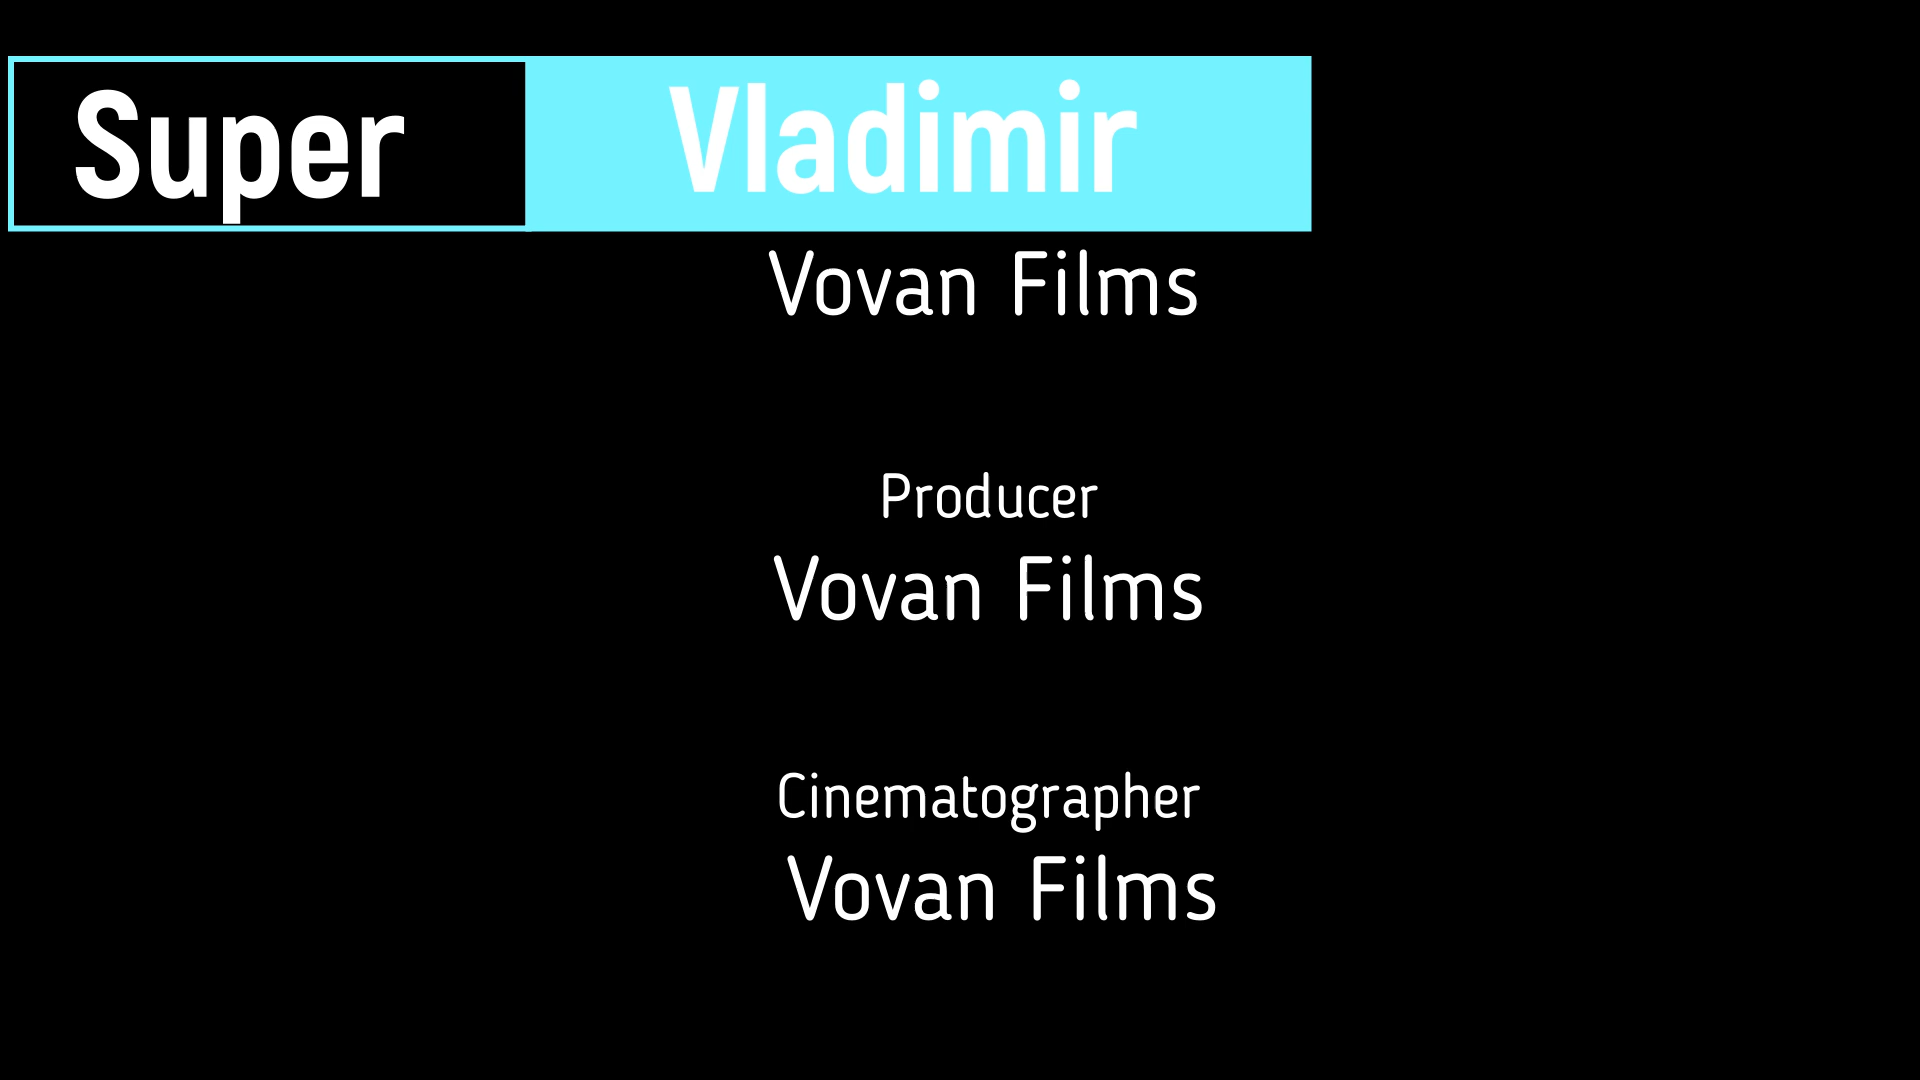 Super Vladimir
Vovan Films
Producer
Vovan Films
Cinematographer
Vovan Films